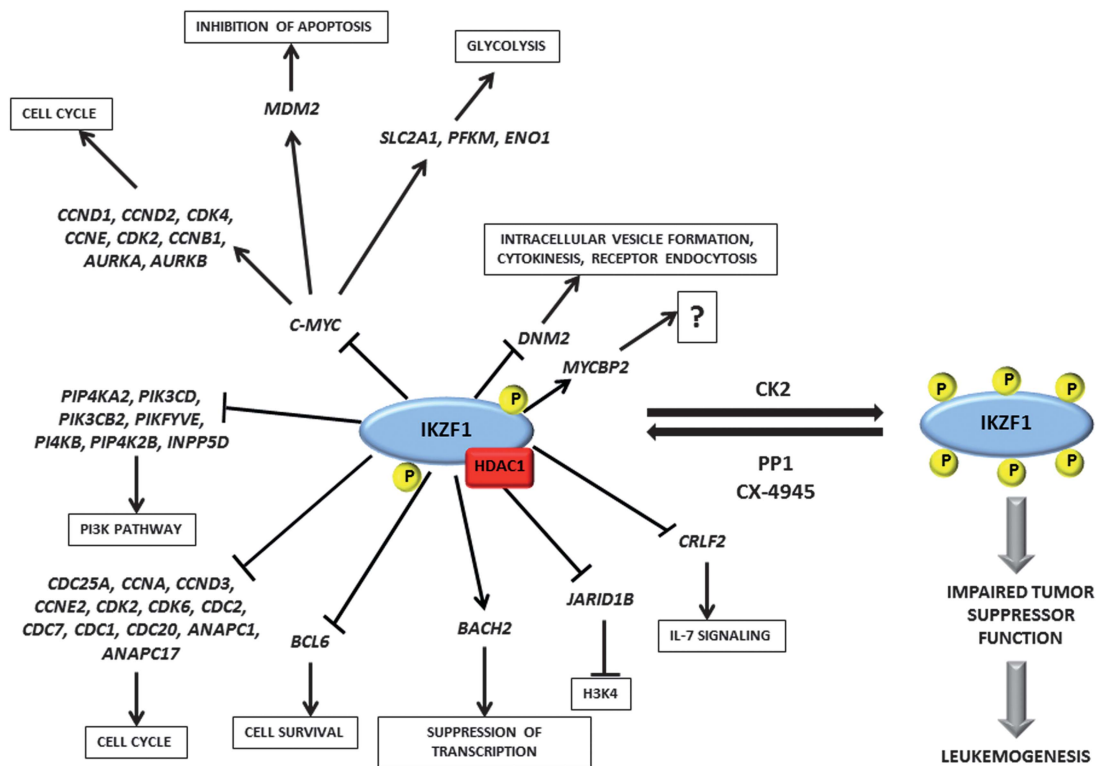 INHIBITION OF APOPTOSIS
GLYCOLYSIS
CELL CYCLE
MDM2
SLC2A1, PFKM, ENO1
CCND1, CCND2, CDK4,
CCNE, CDK2, CCNB1,
AURKA, AURKB
INTRACELLULAR VESICLE FORMATION,
CYTOKINESIS, RECEPTOR ENDOCYTOSIS
C-MYC
DNM2
?
MYCBP2
PIP4KA2, PIK3CD,
PIK3CB2, PIKFYVE,
PI4KB, PIP4K2B, INPP5D
PI3K PATHWAY
P
IKZF1
HDAC1
P
CK2
PP1
CX-4945
P P P
IKZF1
P P P
CDC25A, CCNA, CCND3,
CCNE2, CDK2, CDK6, CDC2,
CDC7, CDC1, CDC20, ANAPC1,
ANAPC17
CELL CYCLE
BCL6
CELL SURVIVAL
BACH2
SUPPRESSION OF
TRANSCRIPTION
JARID1B
H3K4
CRLF2
IL-7 SIGNALING
IMPAIRED TUMOR
SUPPRESSOR
FUNCTION
LEUKEMOGENESIS